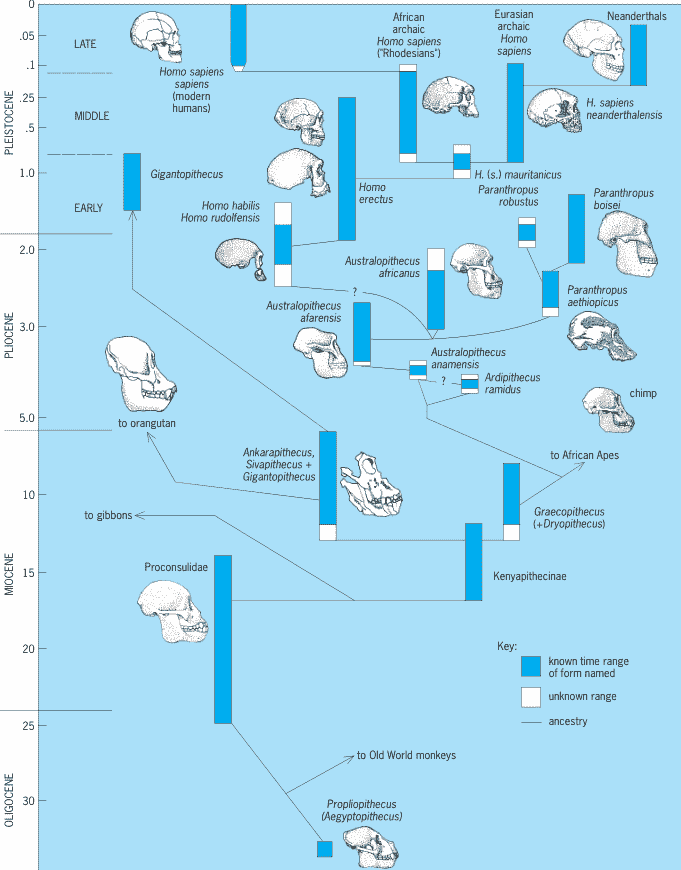 0
.05
.1
.25
.5
1.0
2.0
3.0
5.0
10
15
20
25
30
LATE
MIDDLE
EARLY
PLEISTOCENE
PLIOCENE
MIOCENE
OLIGOCENE
Homo sapiens
sapiens
(modern
humans)
African
archaic
Homo sapiens
("Rhodesians")
Eurasian
archaic
Homo
sapiens
Neanderthals
H. sapiens
neanderthalensis
Gigantopithecus
Homo habilis
Homo rudolfensis
Homo
erectus
H. (s.) mauritanicus
Paranthropus
robustus
Paranthropus
boisei
Australopithecus
africanus
?
Australopithecus
afarensis
Paranthropus
aethiopicus
Australopithecus
anamensis
?
Ardipithecus
ramidus
chimp
to orangutan
Ankarapithecus,
Sivapithecus +
Gigantopithecus
to African Apes
Graecopithecus
(+Dryopithecus)
to gibbons
Proconsulidae
Kenyapithecinae
Key:
known time range
of form named
unknown range
ancestry
to Old World monkeys
Propliopithecus
(Aegyptopithecus)